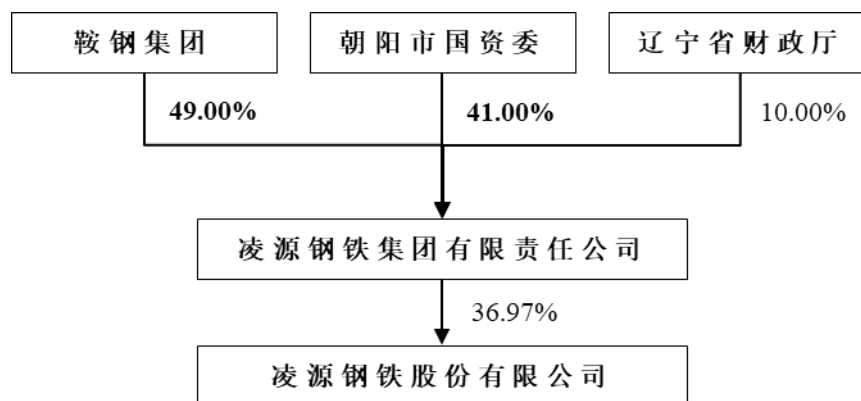 鞍钢集团
朝阳市国资委
辽宁省财政厅
49.00%
41.00%
10.00%
凌源钢铁集团有限责任公司
36.97%
凌源钢铁股份有限公司